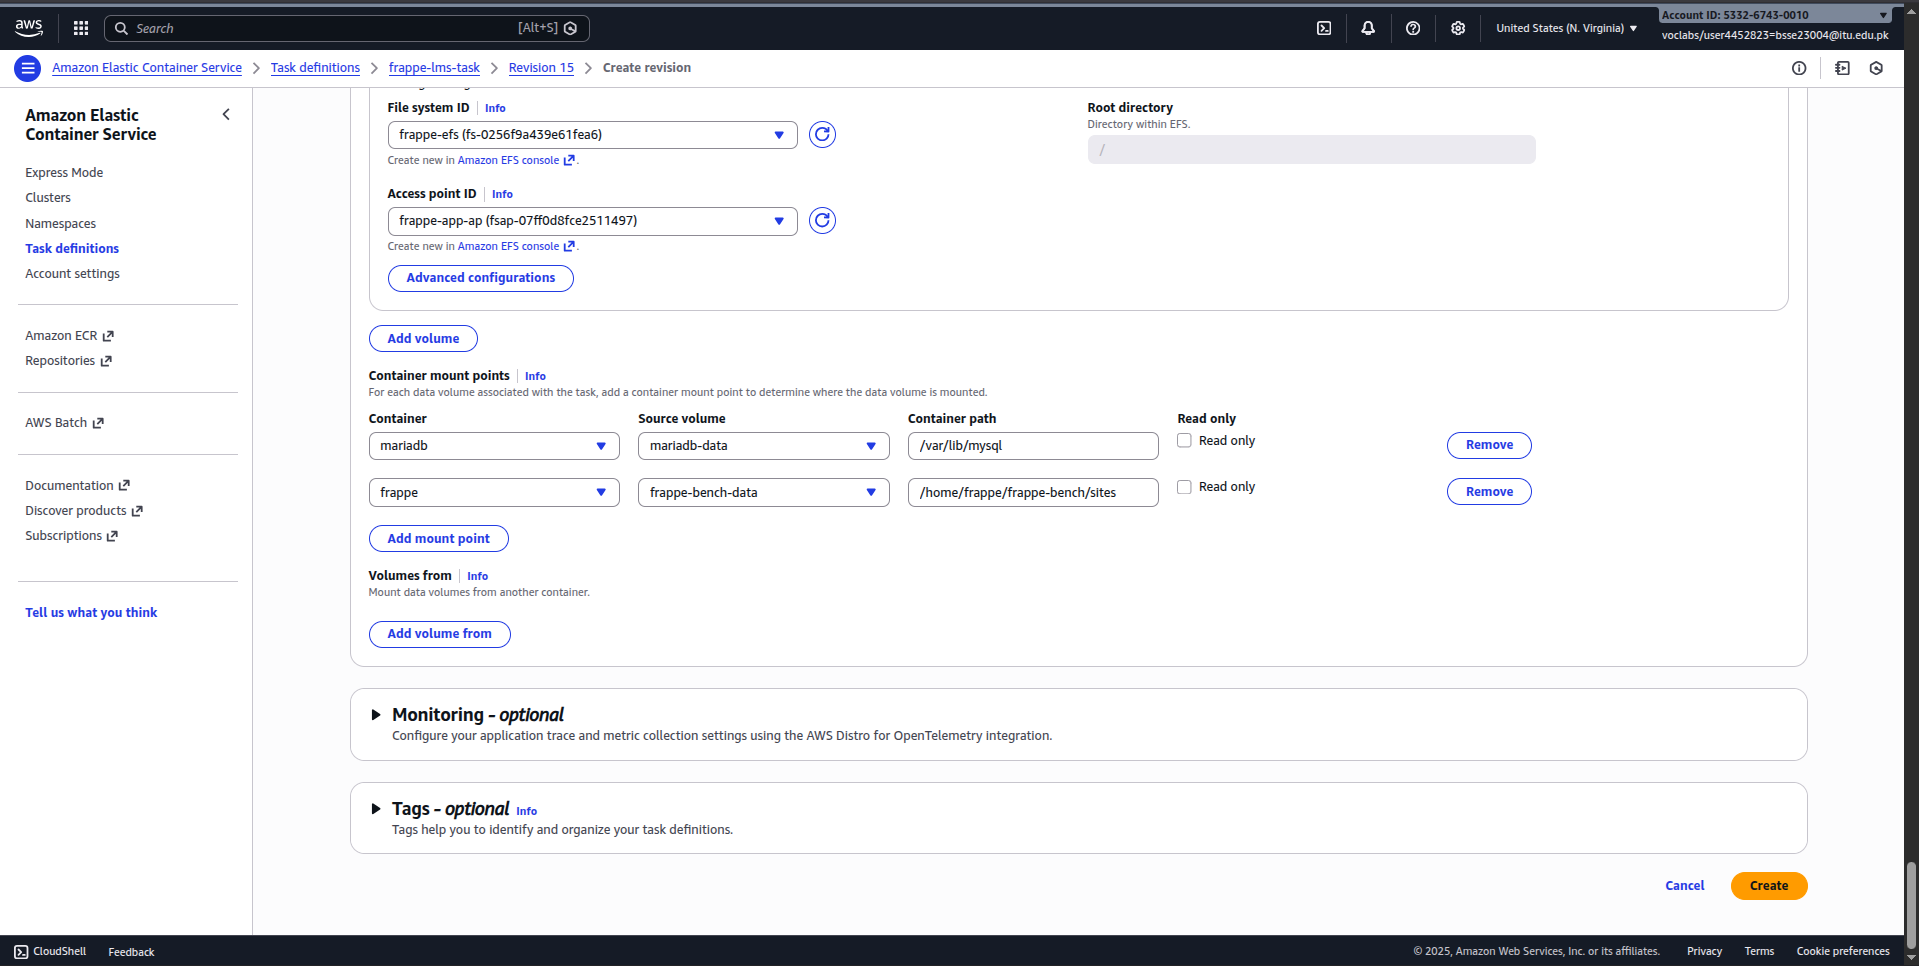 aws
Search
[Alt+S]
United States (N. Virginia)
Account ID: 5332-6743-0010
voclabs/user4452823=bsse23004@itu.edu.pk
Amazon Elastic Container Service
Task definitions
frappe-lms-task
Revision 15
Create revision
Amazon Elastic
Container Service
Express Mode
Clusters
Namespaces
Task definitions
Account settings
Amazon ECR
Repositories
AWS Batch
Documentation
Discover products
Subscriptions
Tell us what you think
File system ID Info
frappe-efs (fs-0256f9a439e61fea6)
Create new in Amazon EFS console.
Root directory
Directory within EFS.
/
Access point ID Info
frappe-app-ap (fsap-07ff0d8fce2511497)
Create new in Amazon EFS console.
Advanced configurations
Add volume
Container mount points Info
For each data volume associated with the task, add a container mount point to determine where the data volume is mounted.
Container Source volume Container path Read only
mariadb mariadb-data /var/lib/mysql Read only Remove
frappe frappe-bench-data /home/frappe/frappe-bench/sites Read only Remove
Add mount point
Volumes from Info
Mount data volumes from another container.
Add volume from
Monitoring - optional
Configure your application trace and metric collection settings using the AWS Distro for OpenTelemetry integration.
Tags - optional Info
Tags help you to identify and organize your task definitions.
Cancel Create
CloudShell Feedback © 2025, Amazon Web Services, Inc. or its affiliates. Privacy Terms Cookie preferences